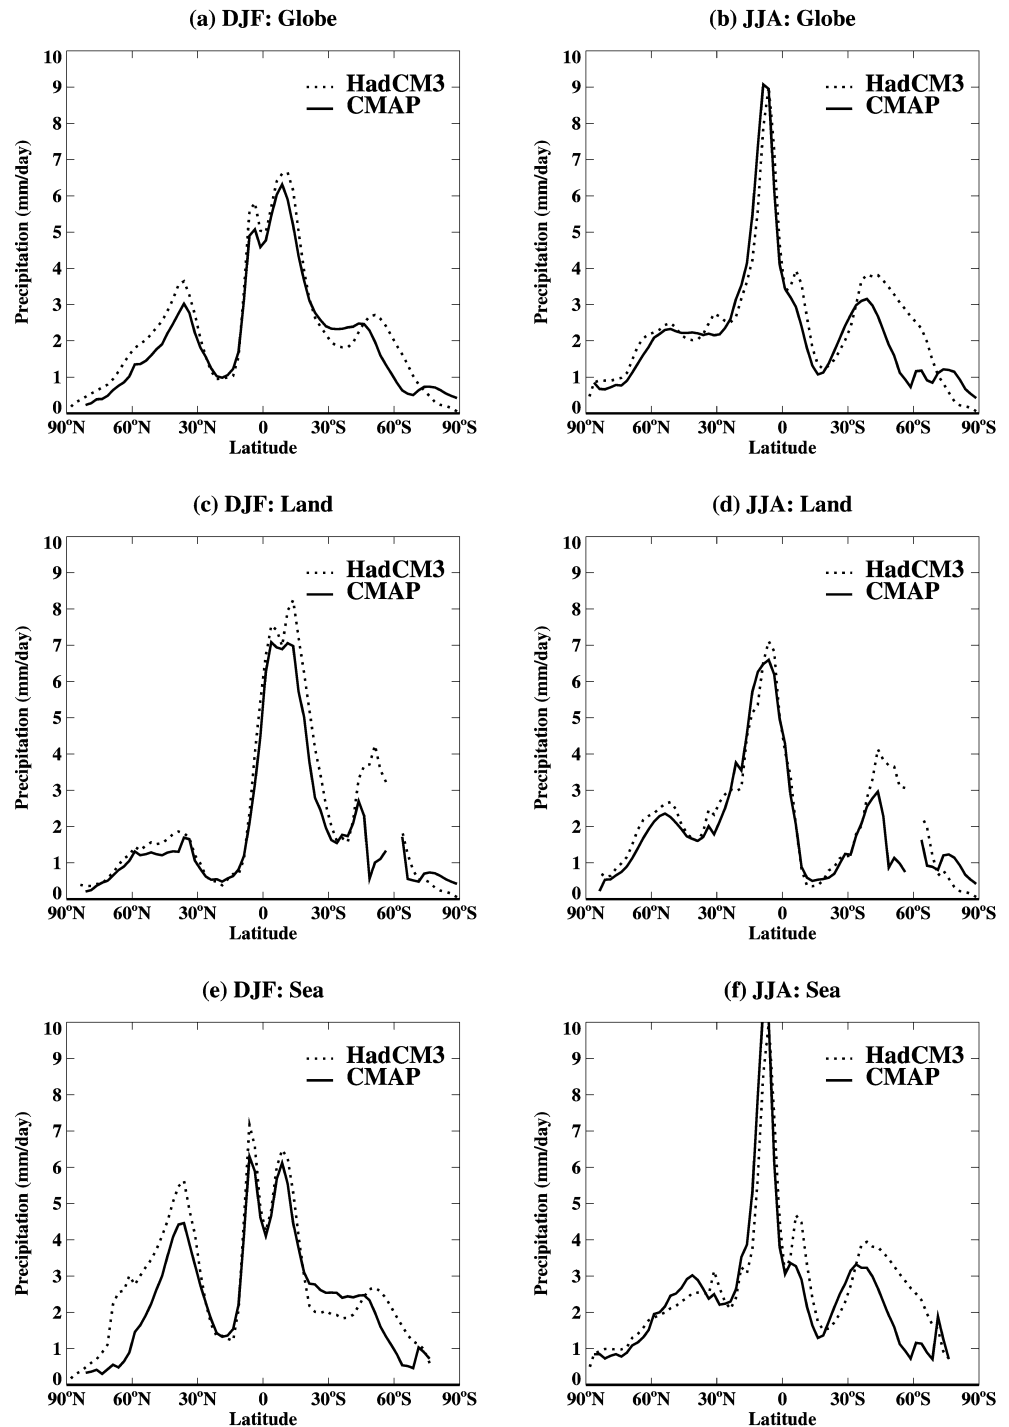 (a) DJF: Globe
10
9
8
7
6
5
4
3
2
1
0
Precipitation (mm/day)
HadCM3
CMAP
90°N 60°N 30°N 0 30°S 60°S 90°S
Latitude
(b) JJA: Globe
10
9
8
7
6
5
4
3
2
1
0
Precipitation (mm/day)
HadCM3
CMAP
90°N 60°N 30°N 0 30°S 60°S 90°S
Latitude
(c) DJF: Land
10
9
8
7
6
5
4
3
2
1
0
Precipitation (mm/day)
HadCM3
CMAP
90°N 60°N 30°N 0 30°S 60°S 90°S
Latitude
(d) JJA: Land
10
9
8
7
6
5
4
3
2
1
0
Precipitation (mm/day)
HadCM3
CMAP
90°N 60°N 30°N 0 30°S 60°S 90°S
Latitude
(e) DJF: Sea
10
9
8
7
6
5
4
3
2
1
0
Precipitation (mm/day)
HadCM3
CMAP
90°N 60°N 30°N 0 30°S 60°S 90°S
Latitude
(f) JJA: Sea
10
9
8
7
6
5
4
3
2
1
0
Precipitation (mm/day)
HadCM3
CMAP
90°N 60°N 30°N 0 30°S 60°S 90°S
Latitude